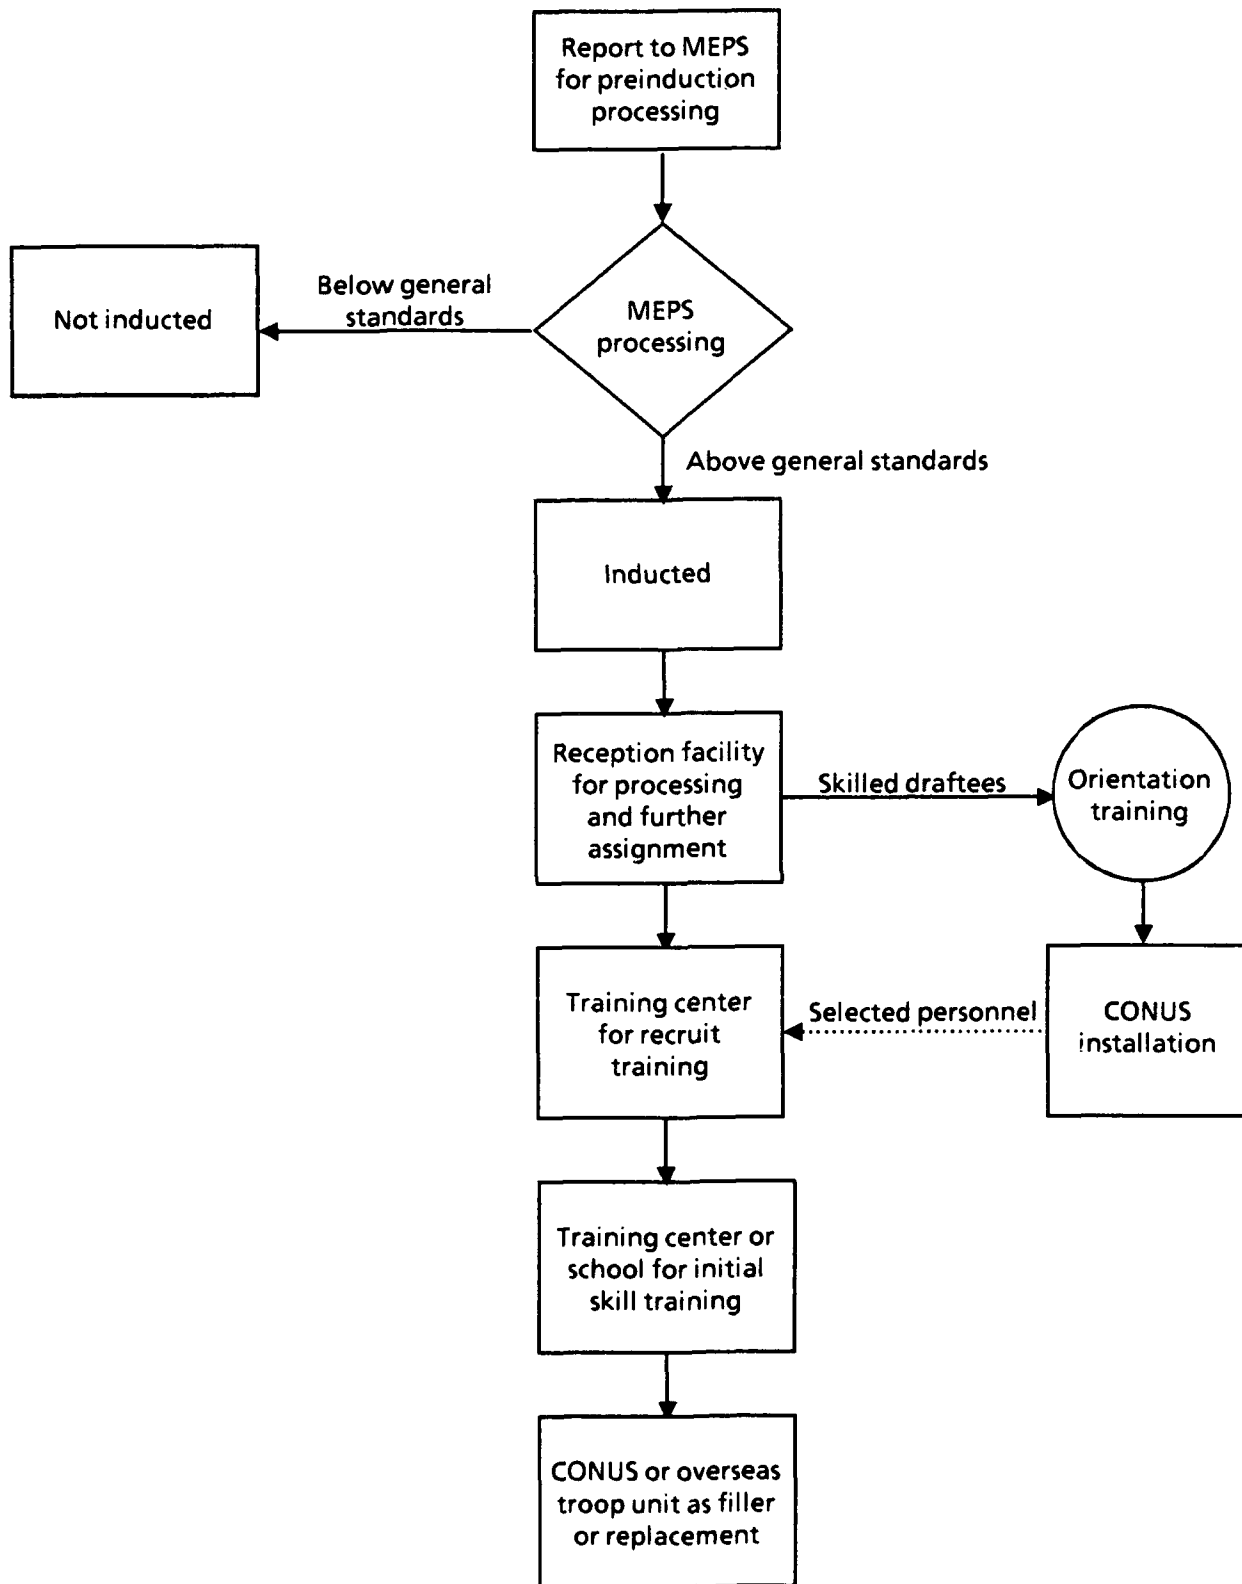 Report to MEPS
for preinduction
processing
Below general
standards
Not inducted
MEPS
processing
Above general standards
Inducted
Reception facility
for processing
and further
assignment
Skilled draftees
Orientation
training
Training center
for recruit
training
Selected personnel
CONUS
installation
Training center or
school for initial
skill training
CONUS or overseas
troop unit as filler
or replacement